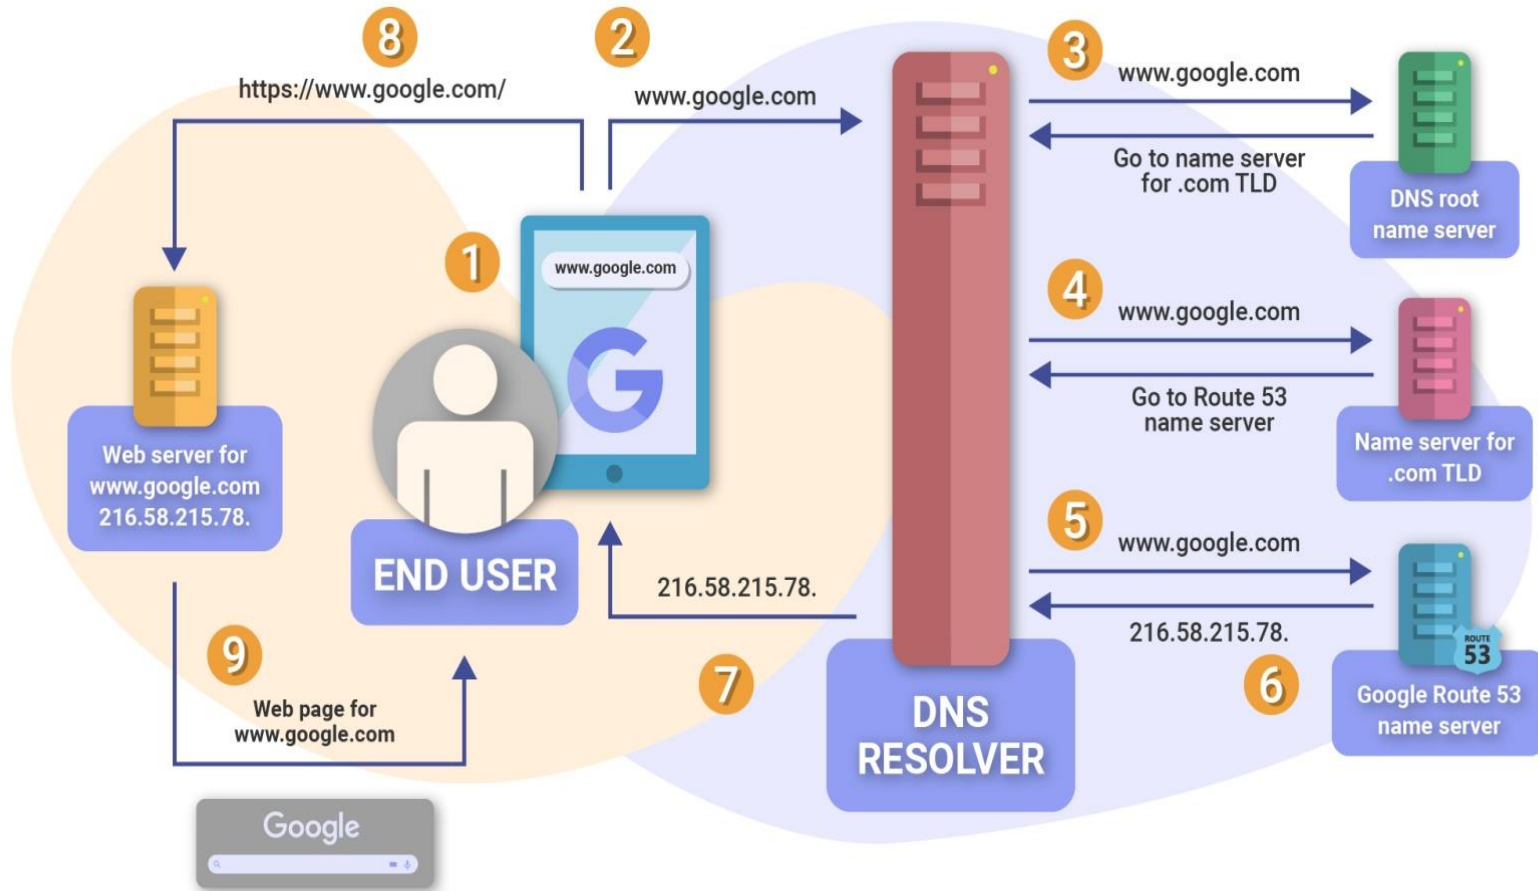 8
https://www.google.com/
2
www.google.com
3
www.google.com
Go to name server
for .com TLD
DNS root
name server
1
www.google.com
G
4
www.google.com
Go to Route 53
name server
Name server for
.com TLD
Web server for
www.google.com
216.58.215.78.
END USER
5
www.google.com
216.58.215.78.
6
ROUTE
53
Google Route 53
name server
216.58.215.78.
7
DNS
RESOLVER
9
Web page for
www.google.com
Google